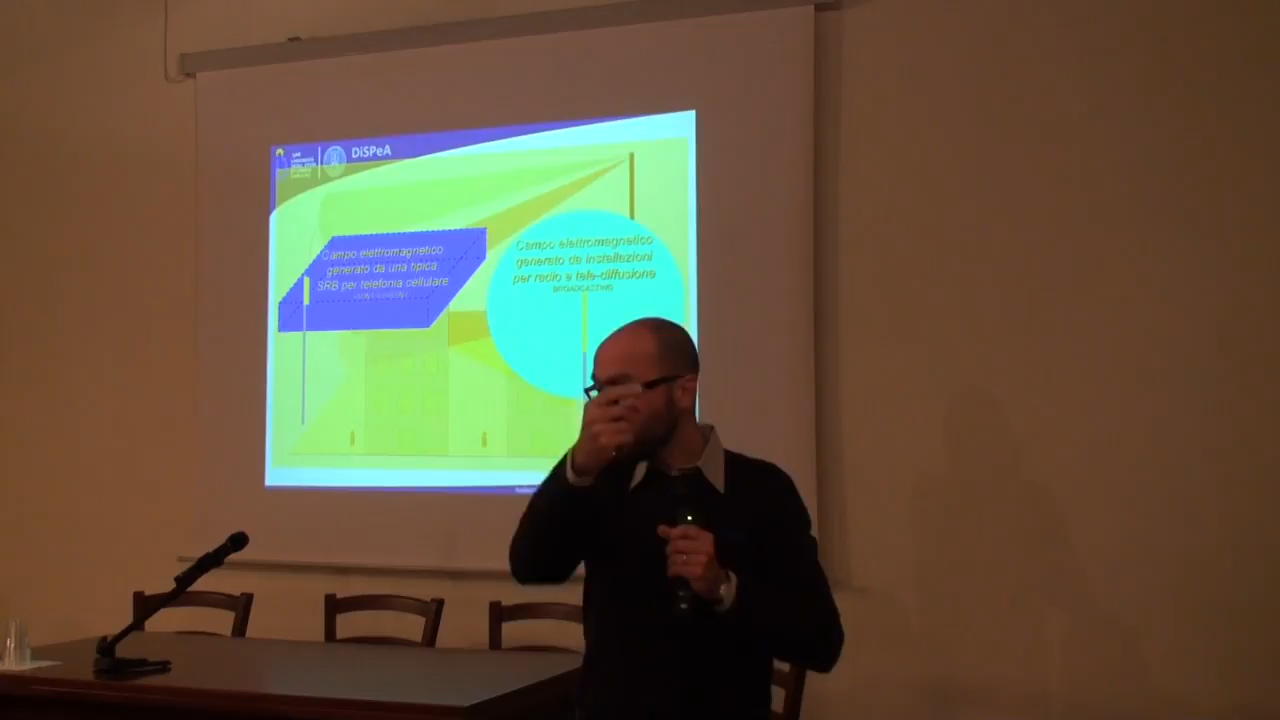 DiSPeA
Campo elettromagnetico
generato da una tipica
SRB per telefonia cellulare
Campo elettromagnetico
generato da installazioni
per radio e tele-diffusione
BROADCASTING